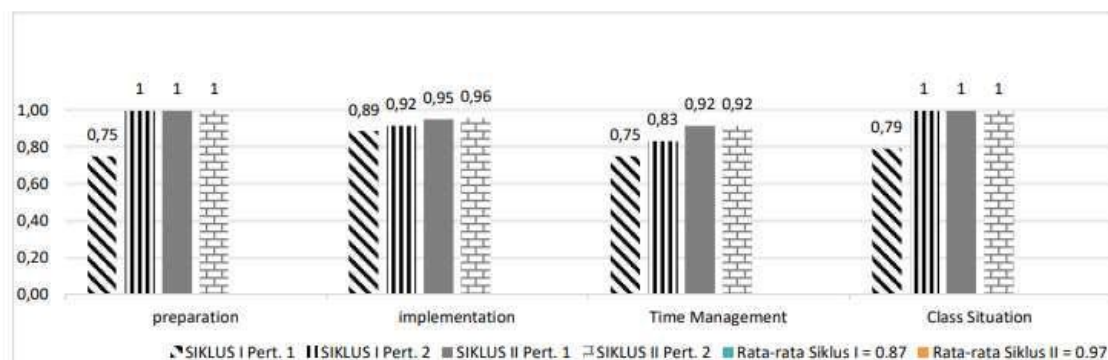 1 1 1
1 1 1
0,75
0,89 0,92 0,95 0,96
0,75 0,83 0,92 0,92
0,79
1,00
0,80
0,60
0,40
0,20
0,00
preparation implementation Time Management Class Situation
SIKLUS I Pert. 1 SIKLUS I Pert. 2 SIKLUS II Pert. 1 SIKLUS II Pert. 2 Rata-rata Siklus I = 0.87 Rata-rata Siklus II = 0.97